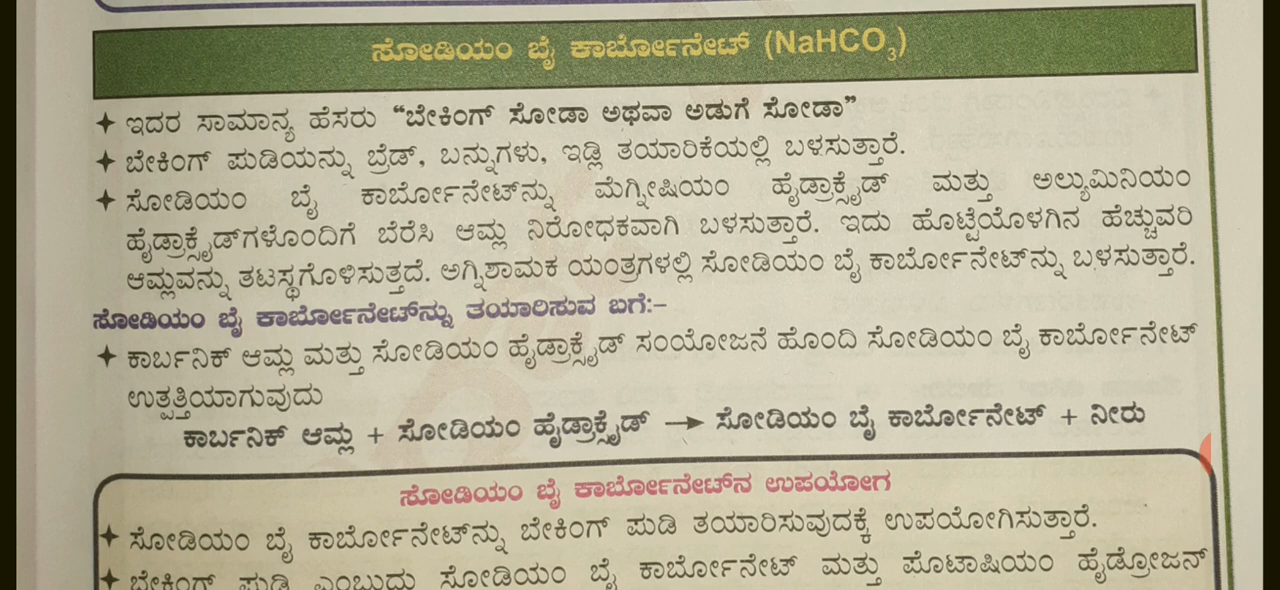 ಸೋಡಿಯಂ ಬೈ ಕಾರ್ಬೋನೇಟ್ (NaHCO₃)
✦ ಇದರ ಸಾಮಾನ್ಯ ಹೆಸರು “ಬೇಕಿಂಗ್ ಸೋಡಾ ಅಥವಾ ಅಡುಗೆ ಸೋಡಾ”
✦ ಬೇಕಿಂಗ್ ಪುಡಿಯನ್ನು ಬ್ರೆಡ್, ಬನ್ನುಗಳು, ಇಡ್ಲಿ ತಯಾರಿಕೆಯಲ್ಲಿ ಬಳಸುತ್ತಾರೆ.
✦ ಸೋಡಿಯಂ ಬೈ ಕಾರ್ಬೋನೇಟ್‌ನ್ನು ಮೆಗ್ನೀಷಿಯಂ ಹೈಡ್ರಾಕ್ಸೈಡ್ ಮತ್ತು ಅಲ್ಯುಮಿನಿಯಂ
ಹೈಡ್ರಾಕ್ಸೈಡ್‌ಗಳೊಂದಿಗೆ ಬೆರೆಸಿ ಆಮ್ಲ ನಿರೋಧಕವಾಗಿ ಬಳಸುತ್ತಾರೆ. ಇದು ಹೊಟ್ಟೆಯೊಳಗಿನ ಹೆಚ್ಚುವರಿ
ಆಮ್ಲವನ್ನು ತಟಸ್ಥಗೊಳಿಸುತ್ತದೆ. ಅಗ್ನಿಶಾಮಕ ಯಂತ್ರಗಳಲ್ಲಿ ಸೋಡಿಯಂ ಬೈ ಕಾರ್ಬೋನೇಟ್‌ನ್ನು ಬಳಸುತ್ತಾರೆ.
ಸೋಡಿಯಂ ಬೈ ಕಾರ್ಬೋನೇಟ್‌ನ್ನು ತಯಾರಿಸುವ ಬಗೆ:–
✦ ಕಾರ್ಬನಿಕ್ ಆಮ್ಲ ಮತ್ತು ಸೋಡಿಯಂ ಹೈಡ್ರಾಕ್ಸೈಡ್ ಸಂಯೋಜನೆ ಹೊಂದಿ ಸೋಡಿಯಂ ಬೈ ಕಾರ್ಬೋನೇಟ್
ಉತ್ಪತ್ತಿಯಾಗುವುದು
ಕಾರ್ಬನಿಕ್ ಆಮ್ಲ + ಸೋಡಿಯಂ ಹೈಡ್ರಾಕ್ಸೈಡ್ → ಸೋಡಿಯಂ ಬೈ ಕಾರ್ಬೋನೇಟ್ + ನೀರು
ಸೋಡಿಯಂ ಬೈ ಕಾರ್ಬೋನೇಟ್‌ನ ಉಪಯೋಗ
✦ ಸೋಡಿಯಂ ಬೈ ಕಾರ್ಬೋನೇಟ್‌ನ್ನು ಬೇಕಿಂಗ್ ಪುಡಿ ತಯಾರಿಸುವುದಕ್ಕೆ ಉಪಯೋಗಿಸುತ್ತಾರೆ.
✦ ಬೇಕಿಂಗ್ ಪುಡಿ ಎಂಬುದು ಸೋಡಿಯಂ ಬೈ ಕಾರ್ಬೋನೇಟ್ ಮತ್ತು ಪೊಟಾಷಿಯಂ ಹೈಡ್ರೋಜನ್